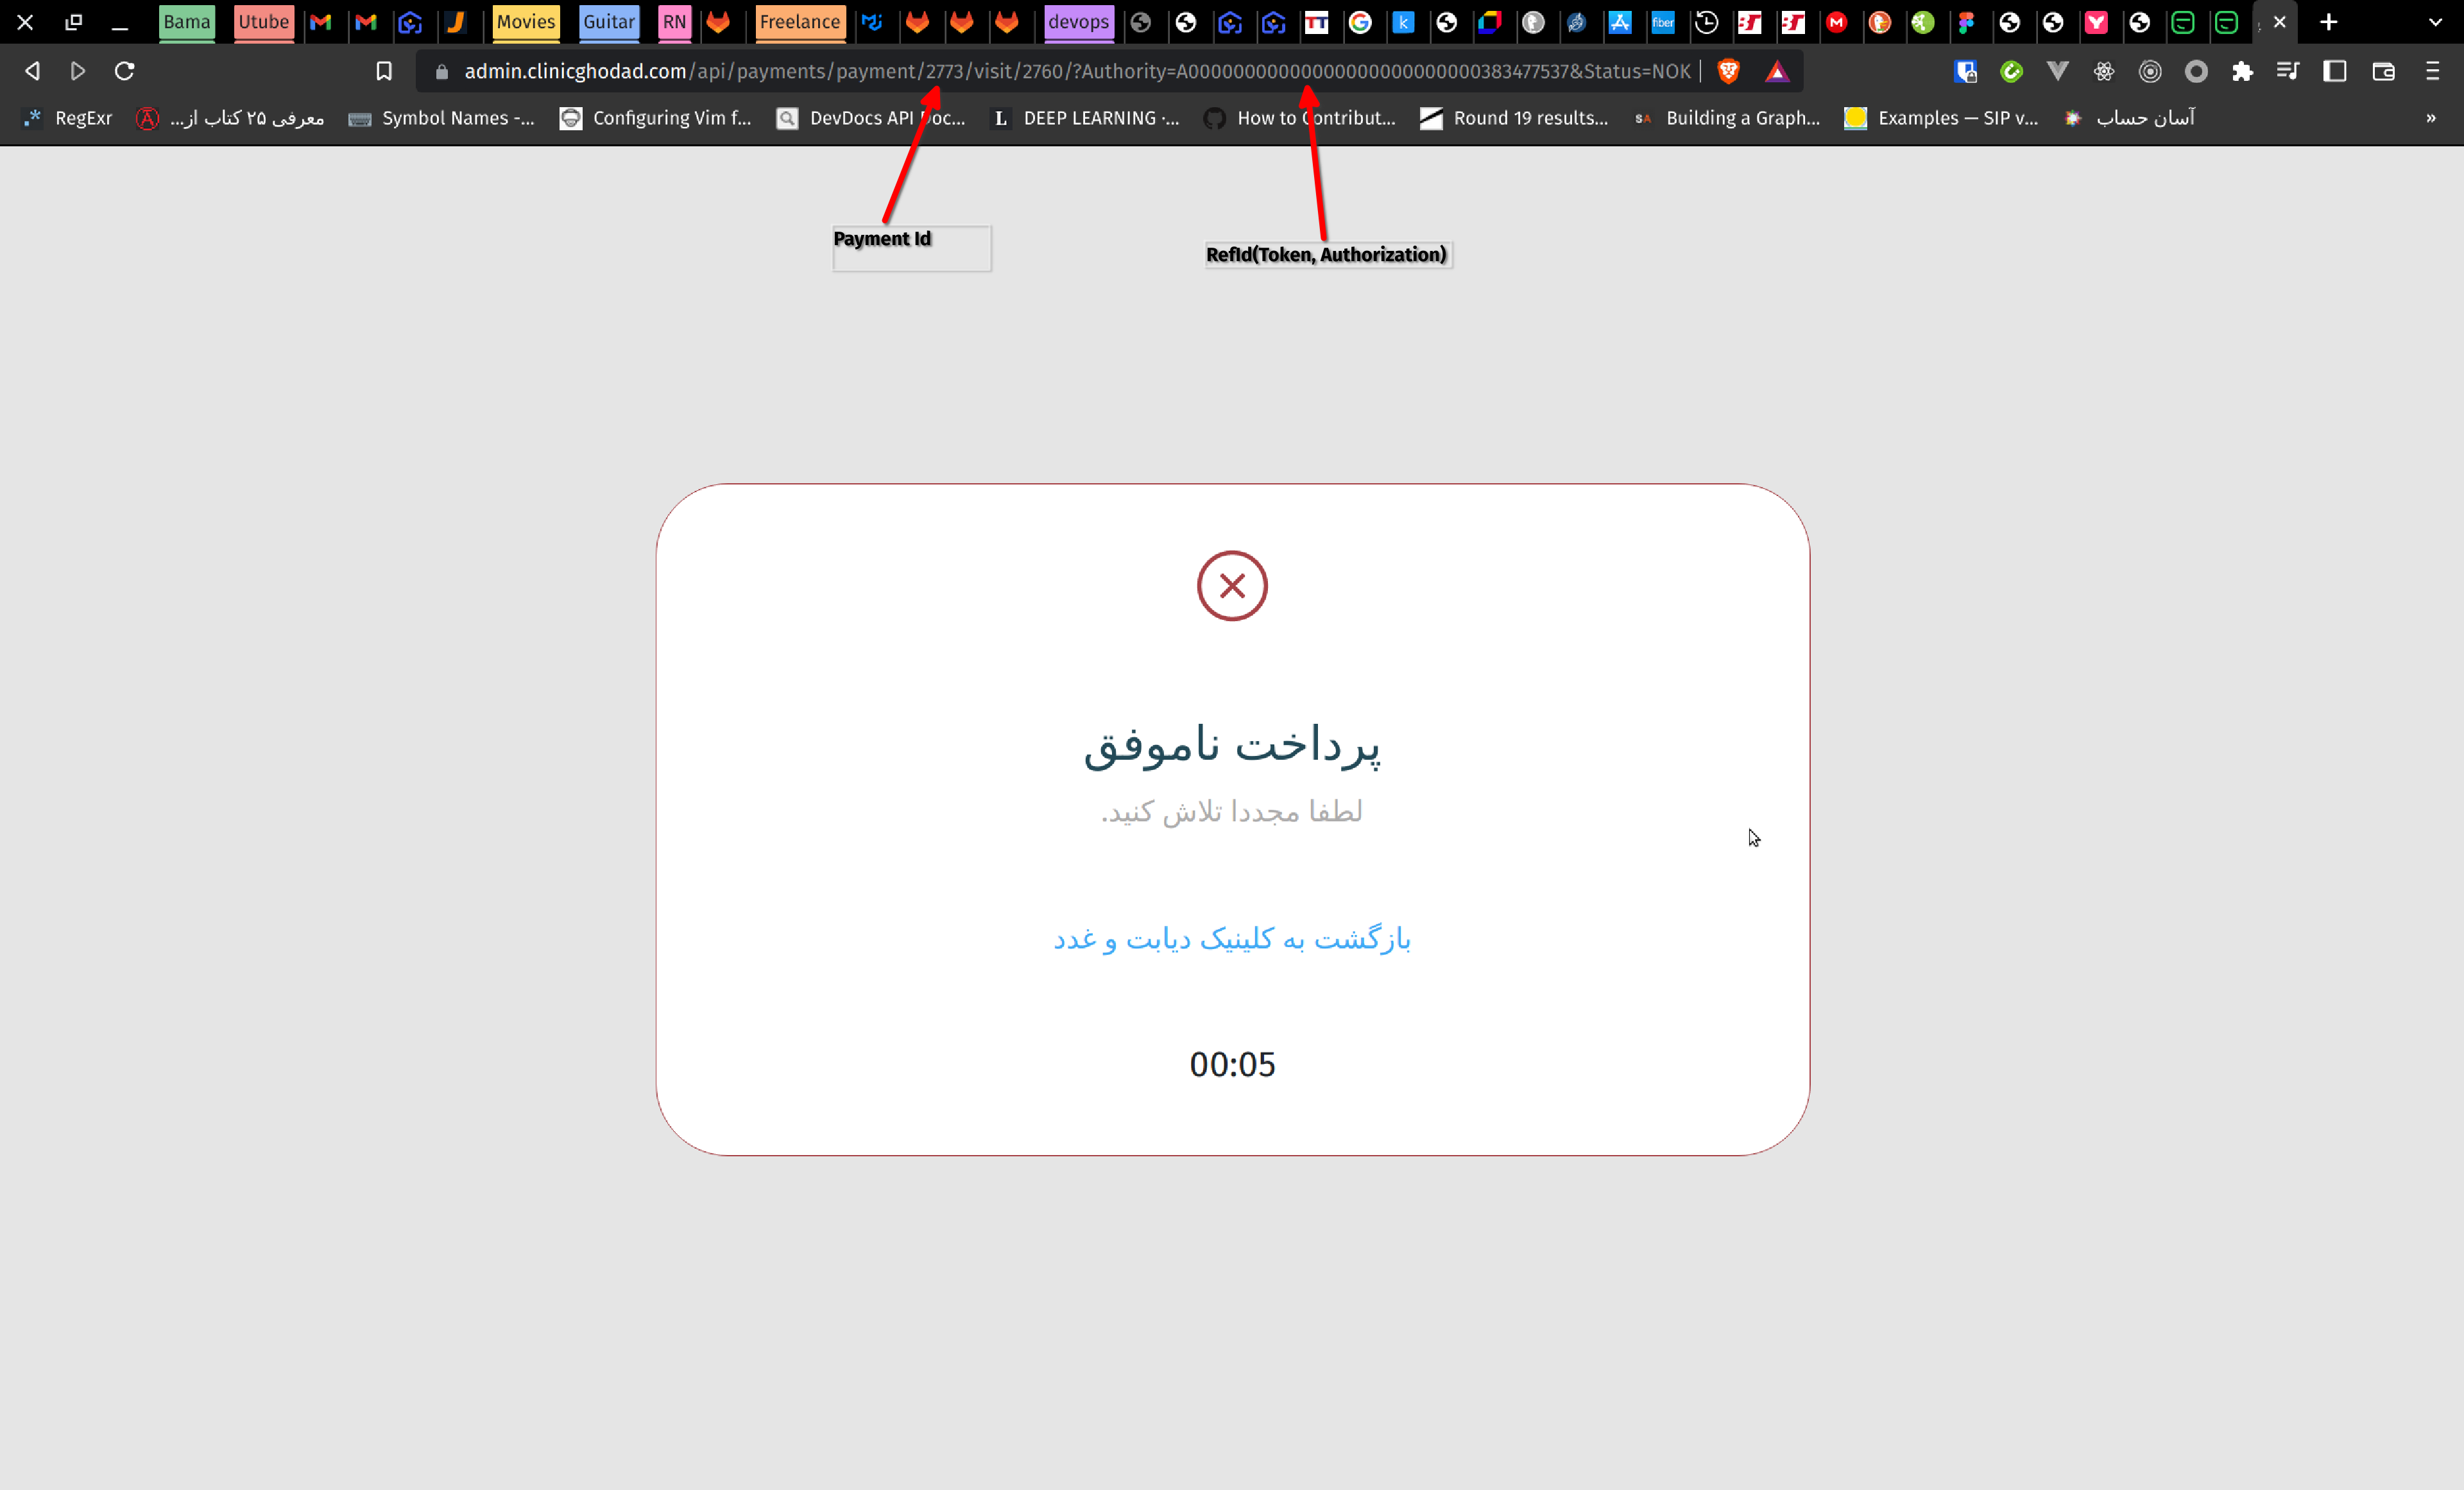 Bama Utube Movies Guitar RN Freelance devops fiber
admin.clinicghodad.com/api/payments/payment/2773/visit/2760/?Authority=A00000000000000000000000000383477537&Status=NOK
RegExr معرفی ۲۵ کتاب از... Symbol Names -... Configuring Vim f... DevDocs API Doc... DEEP LEARNING ·... How to Contribut... Round 19 results... Building a Graph... Examples — SIP v... آسان حساب »
Payment Id
RefId(Token, Authorization)
پرداخت ناموفق
لطفا مجددا تلاش کنید.
بازگشت به کلینیک دیابت و غدد
00:05